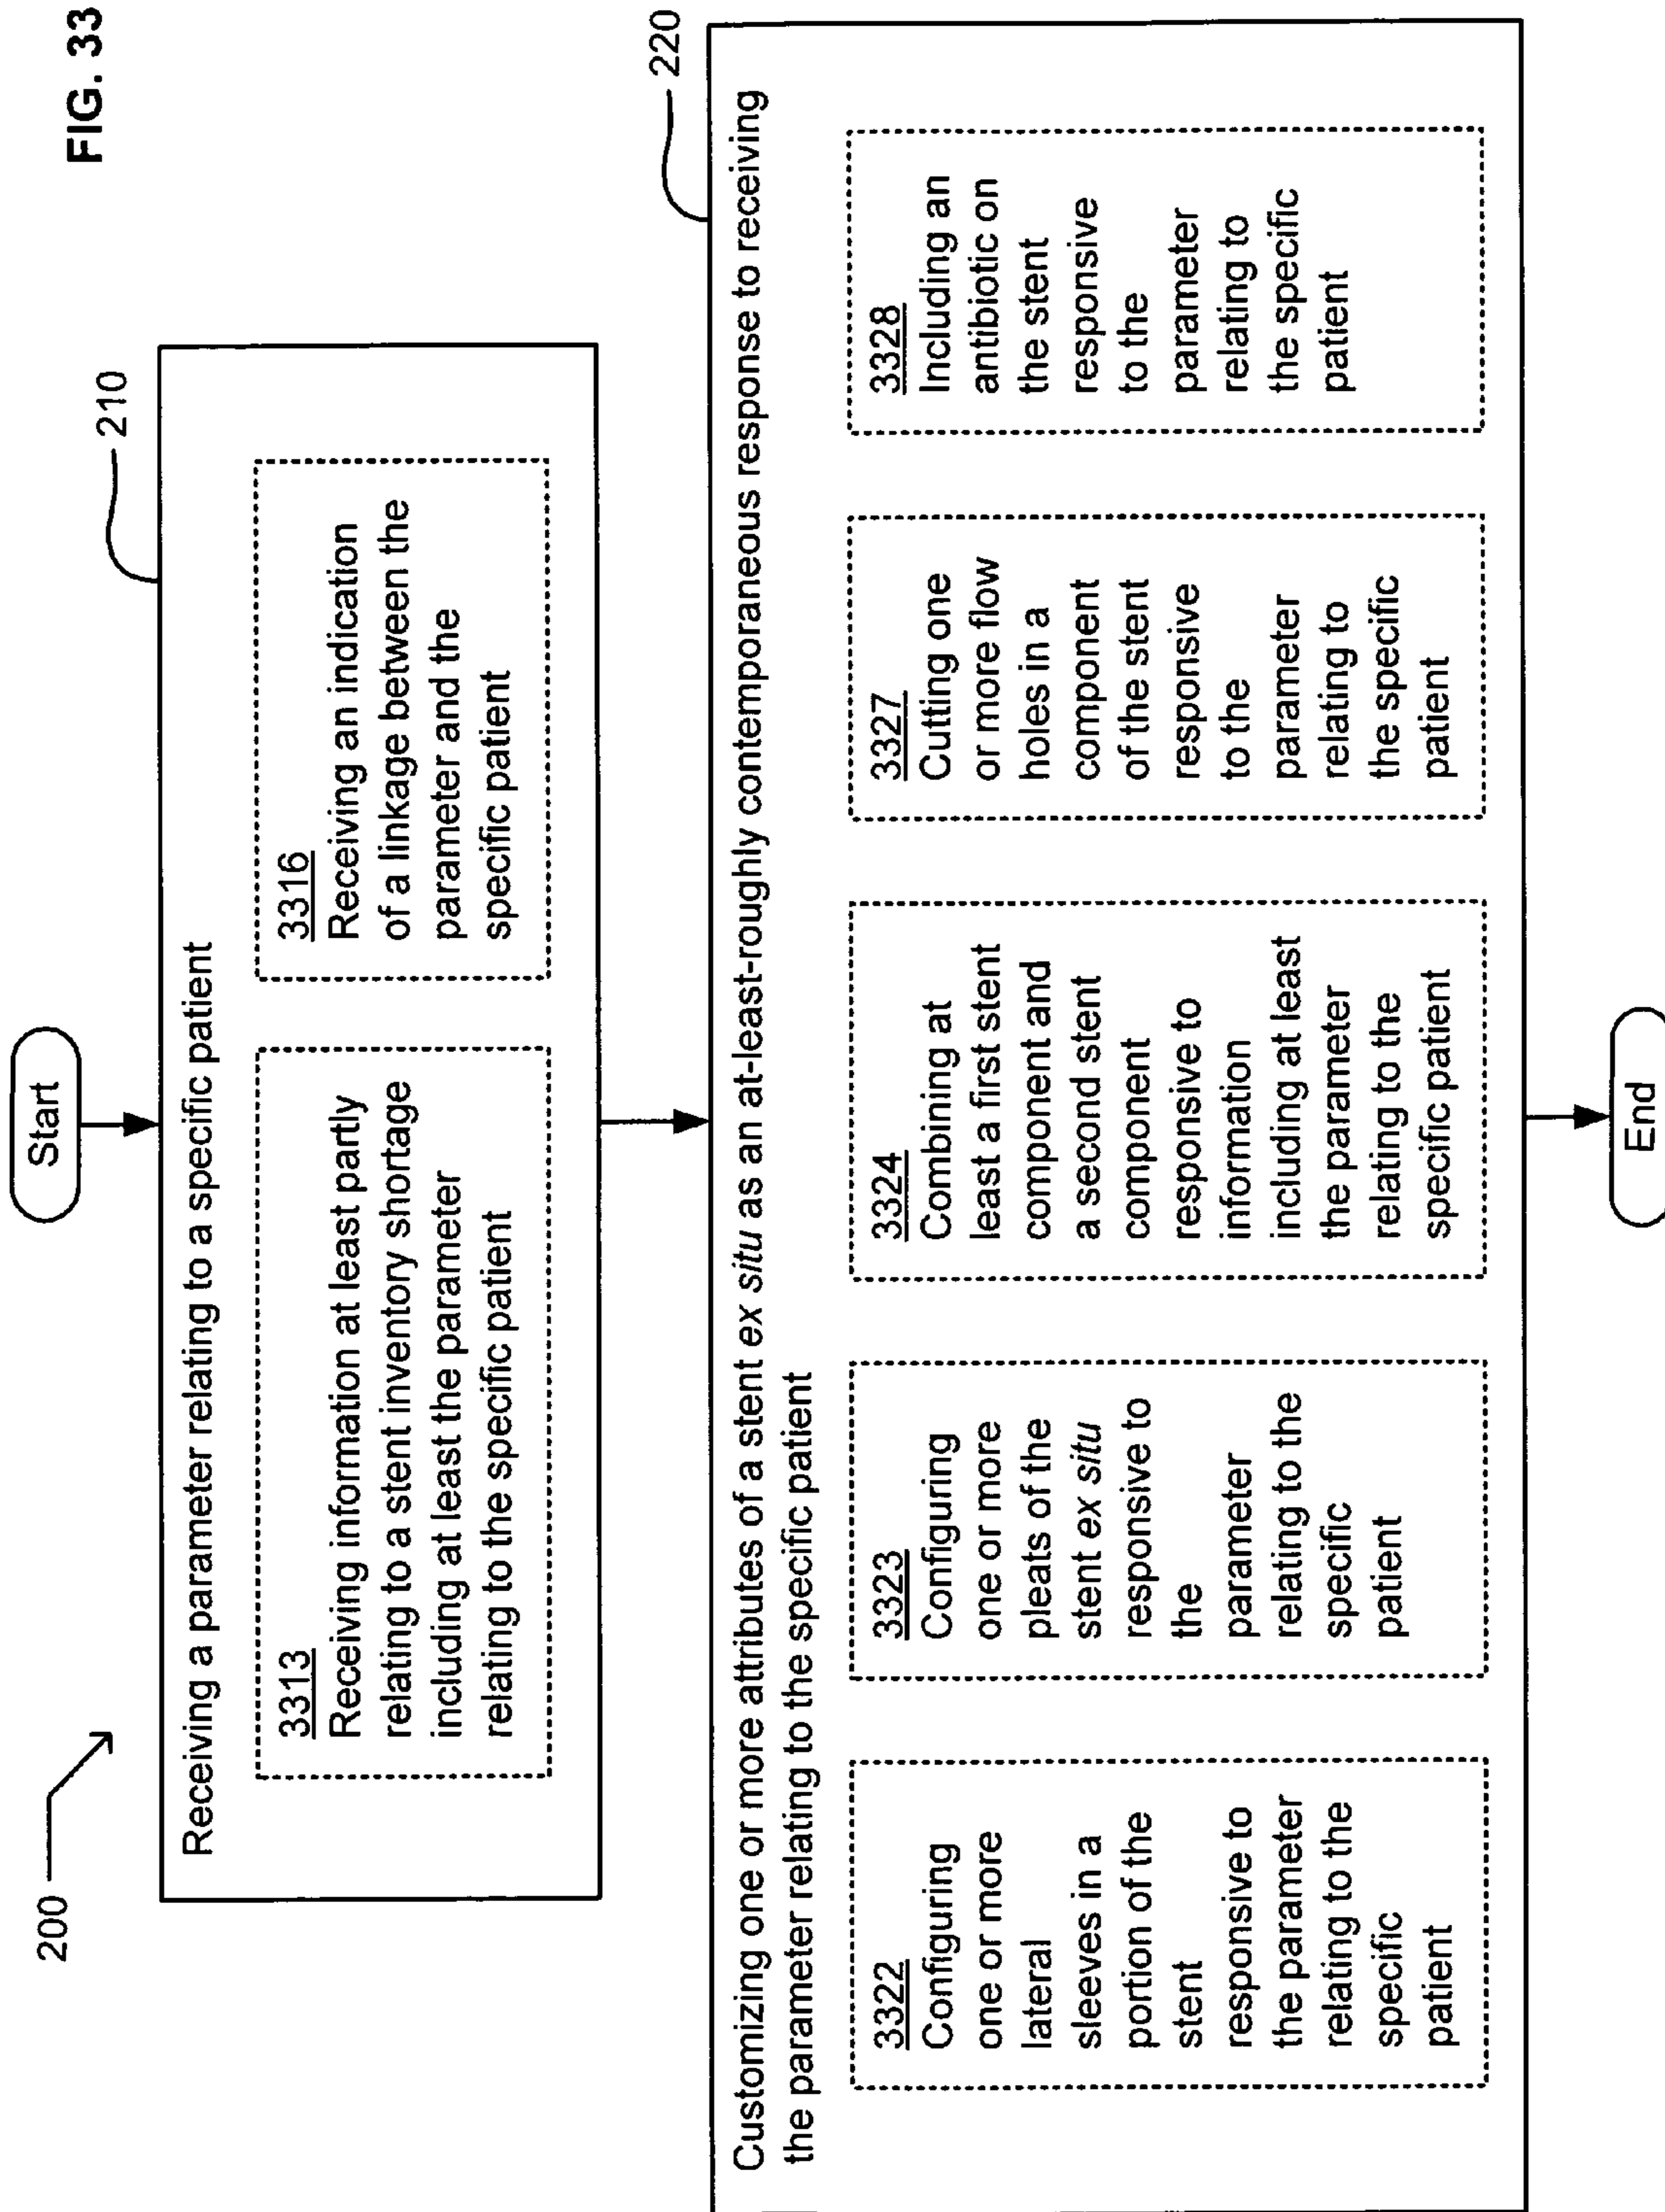 FIG. 33
200
Start
210
Receiving a parameter relating to a specific patient
3313
Receiving information at least partly
relating to a stent inventory shortage
including at least the parameter
relating to the specific patient
3316
Receiving an indication
of a linkage between the
parameter and the
specific patient
220
Customizing one or more attributes of a stent ex situ as an at-least-roughly contemporaneous response to receiving
the parameter relating to the specific patient
3322
Configuring
one or more
lateral
sleeves in a
portion of the
stent
responsive to
the parameter
relating to the
specific
patient
3323
Configuring
one or more
pleats of the
stent ex situ
responsive to
the
parameter
relating to the
specific
patient
3324
Combining at
least a first stent
component and
a second stent
component
responsive to
information
including at least
the parameter
relating to the
specific patient
3327
Cutting one
or more flow
holes in a
component
of the stent
responsive
to the
parameter
relating to
the specific
patient
3328
Including an
antibiotic on
the stent
responsive
to the
parameter
relating to
the specific
patient
End